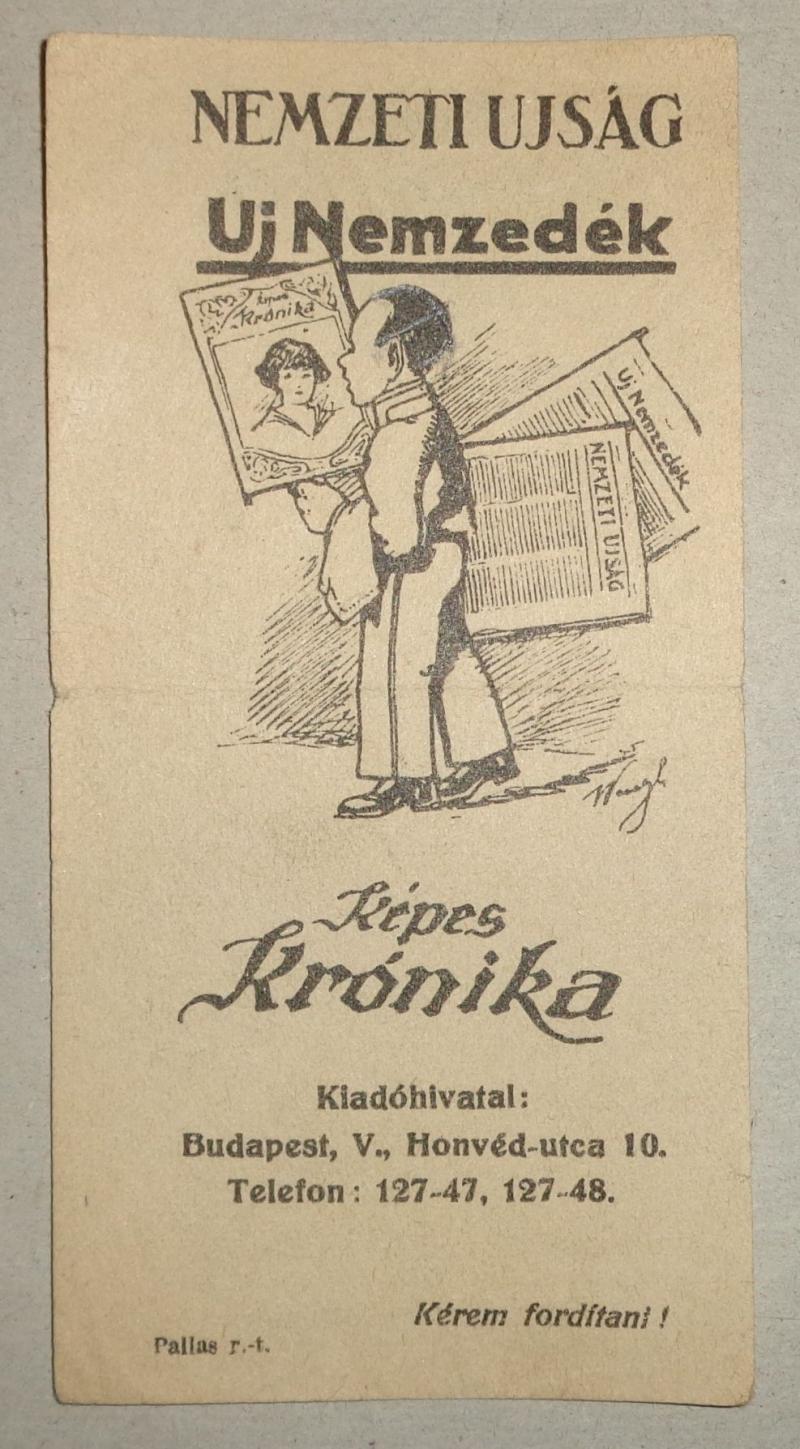 NEMZETI UJSÁG
Uj Nemzedék
Képes
Krónika
Uj Nemzedék
NEMZETI UJSÁG
Képes
Krónika
Kiadóhivatal:
Budapest, V., Honvéd-utca 10.
Telefon: 127-47, 127-48.
Kérem fordítani!
Pallas r.-t.